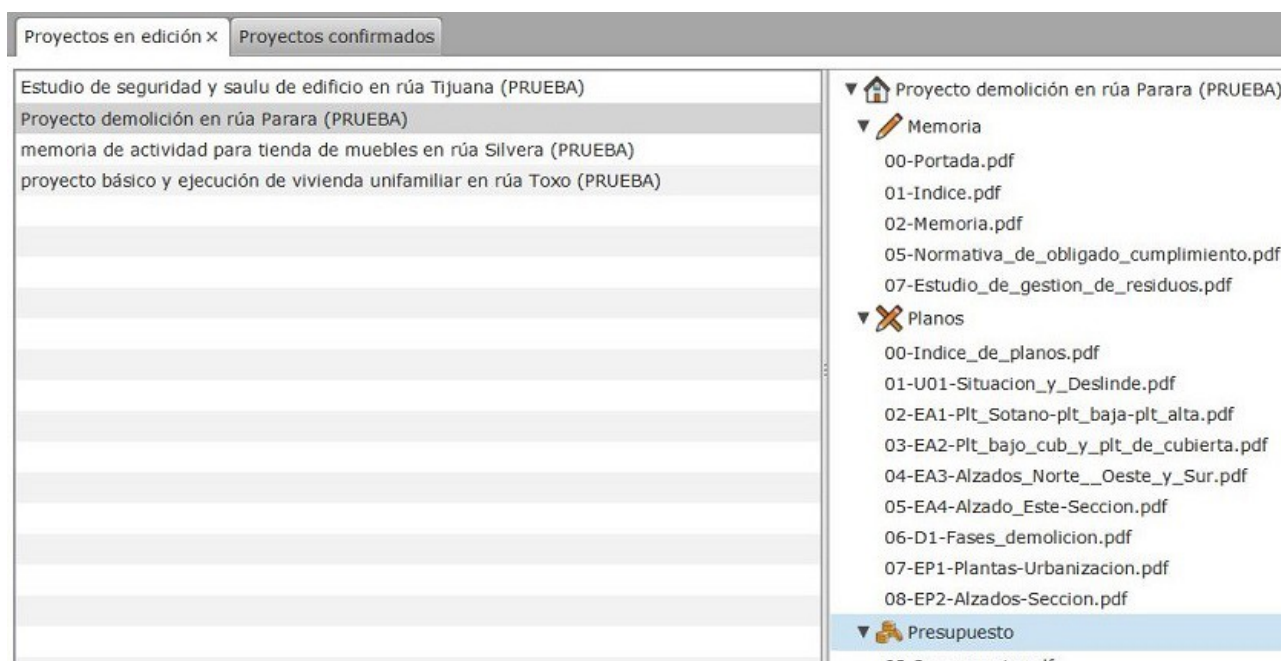 Proyectos en edición ×
Proyectos confirmados
Estudio de seguridad y saulu de edificio en rúa Tijuana (PRUEBA)
Proyecto demolición en rúa Parara (PRUEBA)
memoria de actividad para tienda de muebles en rúa Silvera (PRUEBA)
proyecto básico y ejecución de vivienda unifamiliar en rúa Toxo (PRUEBA)
Proyecto demolición en rúa Parara (PRUEBA)
Memoria
00-Portada.pdf
01-Indice.pdf
02-Memoria.pdf
05-Normativa_de_obligado_cumplimiento.pdf
07-Estudio_de_gestion_de_residuos.pdf
Planos
00-Indice_de_planos.pdf
01-U01-Situacion_y_Deslinde.pdf
02-EA1-Plt_Sotano-plt_baja-plt_alta.pdf
03-EA2-Plt_bajo_cub_y_plt_de_cubierta.pdf
04-EA3-Alzados_Norte__Oeste_y_Sur.pdf
05-EA4-Alzado_Este-Seccion.pdf
06-D1-Fases_demolicion.pdf
07-EP1-Plantas-Urbanizacion.pdf
08-EP2-Alzados-Seccion.pdf
Presupuesto